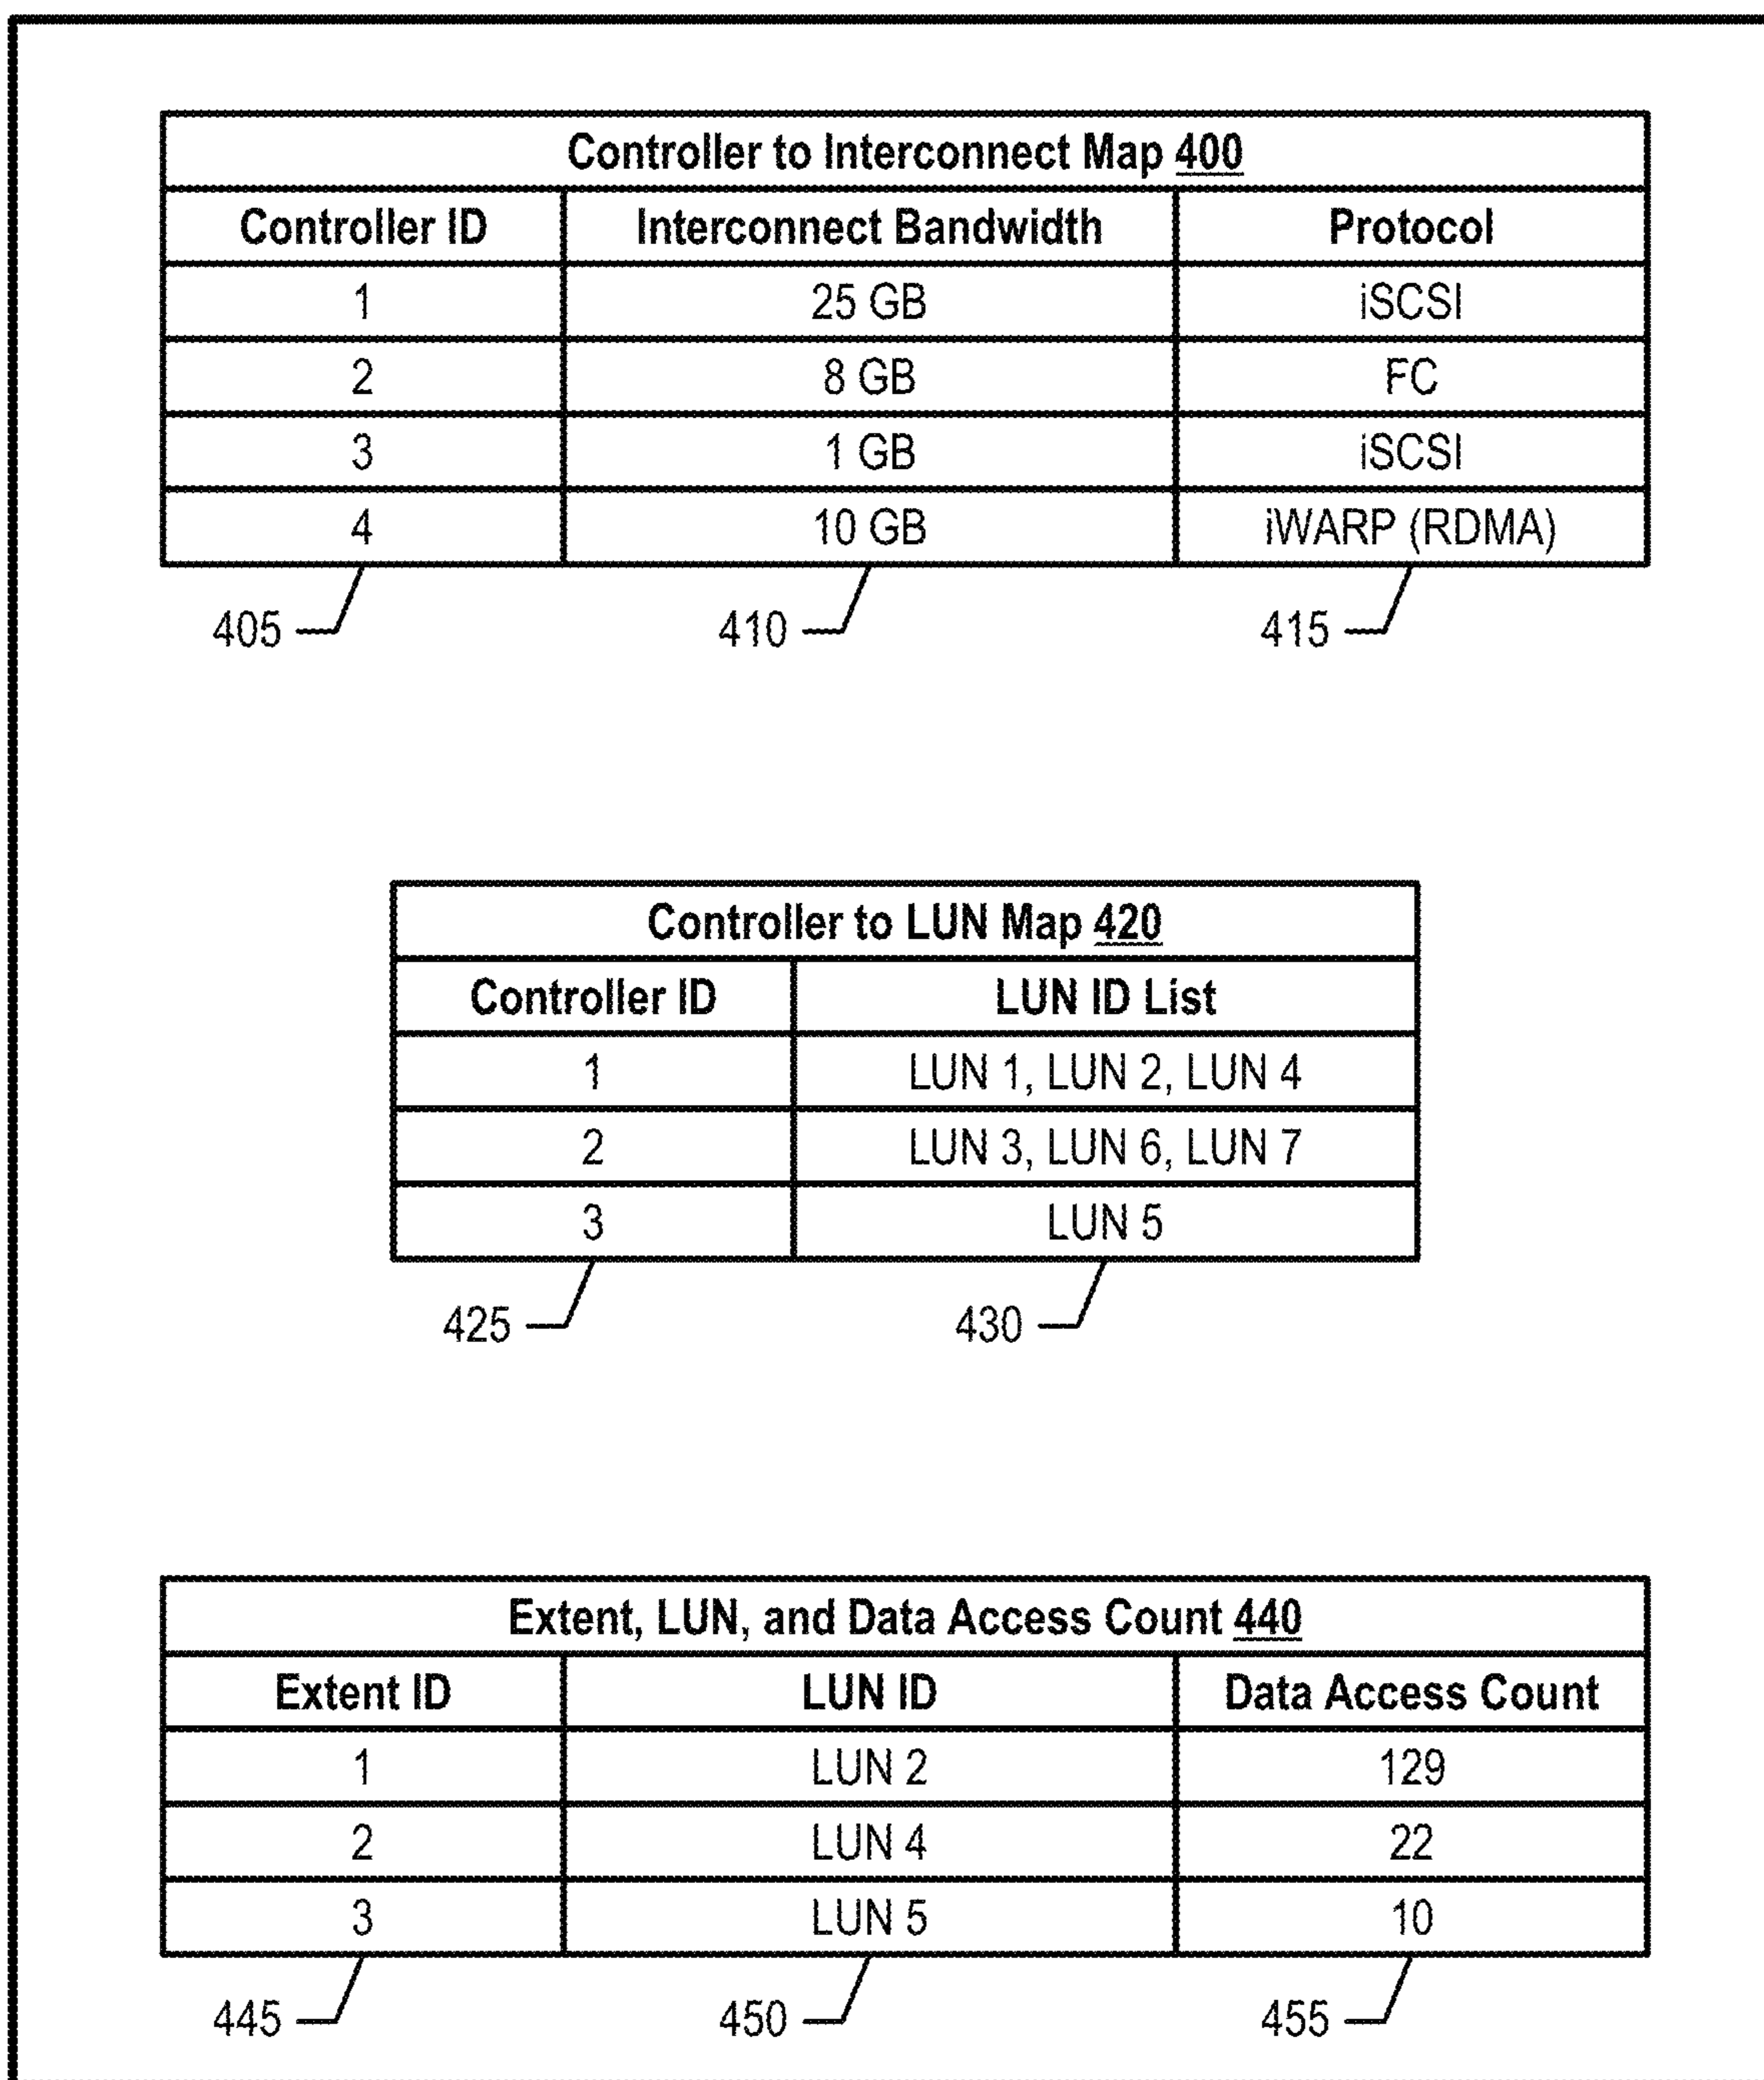 Controller to Interconnect Map 400
Controller ID Interconnect Bandwidth Protocol
1 25 GB iSCSI
2 8 GB FC
3 1 GB iSCSI
4 10 GB iWARP (RDMA)
405 410 415
Controller to LUN Map 420
Controller ID LUN ID List
1 LUN 1, LUN 2, LUN 4
2 LUN 3, LUN 6, LUN 7
3 LUN 5
425 430
Extent, LUN, and Data Access Count 440
Extent ID LUN ID Data Access Count
1 LUN 2 129
2 LUN 4 22
3 LUN 5 10
445 450 455